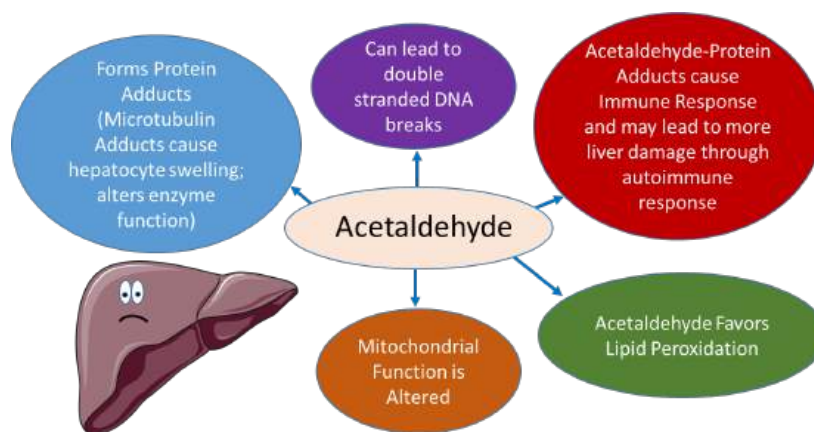 Forms Protein
Adducts
(Microtubulin
Adducts cause
hepatocyte swelling;
alters enzyme
function)
Can lead to
double
stranded DNA
breaks
Acetaldehyde-Protein
Adducts cause
Immune Response
and may lead to more
liver damage through
autoimmune
response
Acetaldehyde
Mitochondrial
Function is
Altered
Acetaldehyde Favors
Lipid Peroxidation